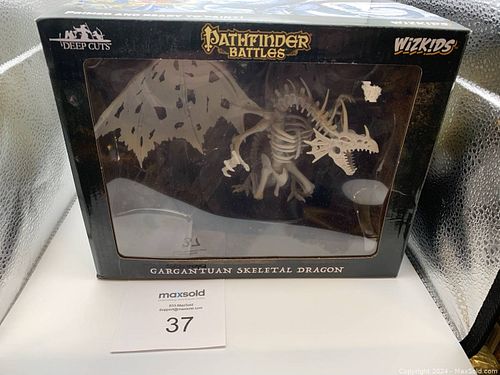 DEEP CUTS
PATHFINDER
BATTLES
WIZKIDS
GARGANTUAN SKELETAL DRAGON
maxsold
37
Copyright 2024 - MaxSold.com